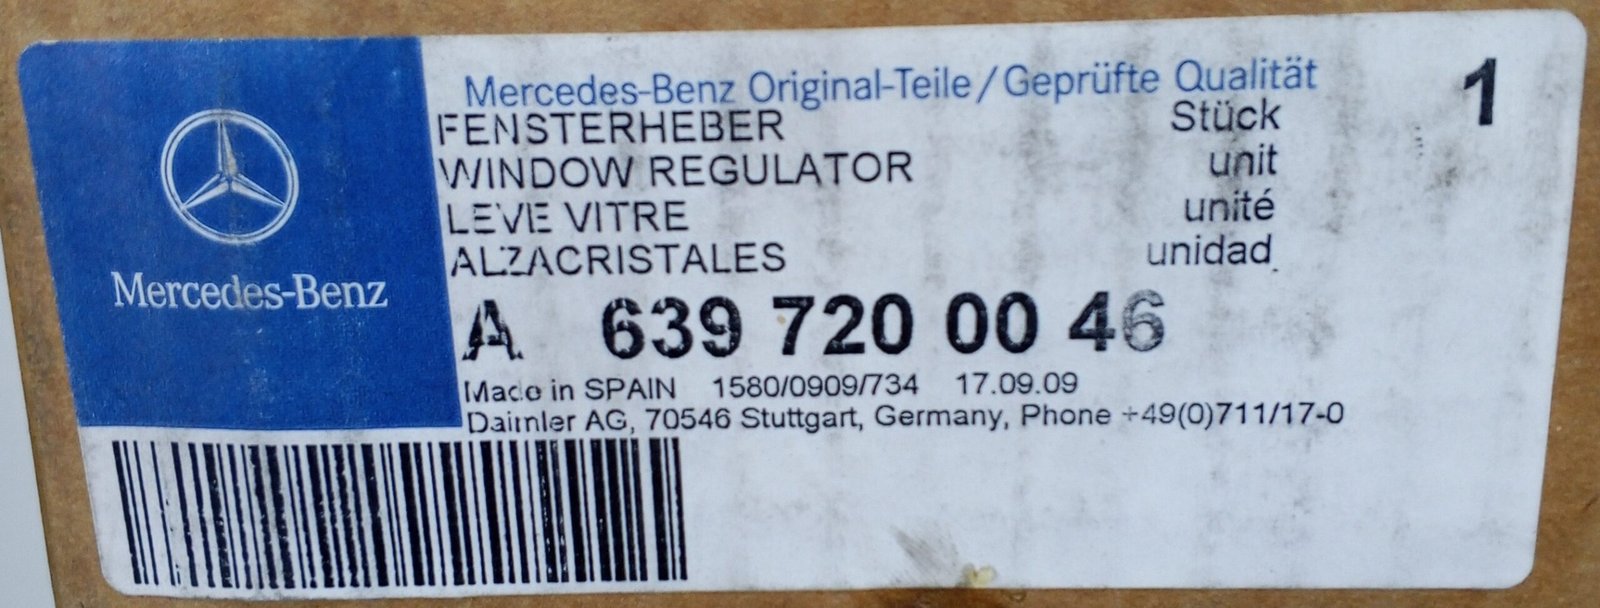 Mercedes-Benz
Mercedes-Benz Original-Teile/Geprüfte Qualität
FENSTERHEBER Stück 1
WINDOW REGULATOR unit
LEVE VITRE unité
ALZACRISTALES unidad
A 639 720 00 46
Made in SPAIN 1580/0909/734 17.09.09
Daimler AG, 70546 Stuttgart, Germany, Phone +49(0)711/17-0